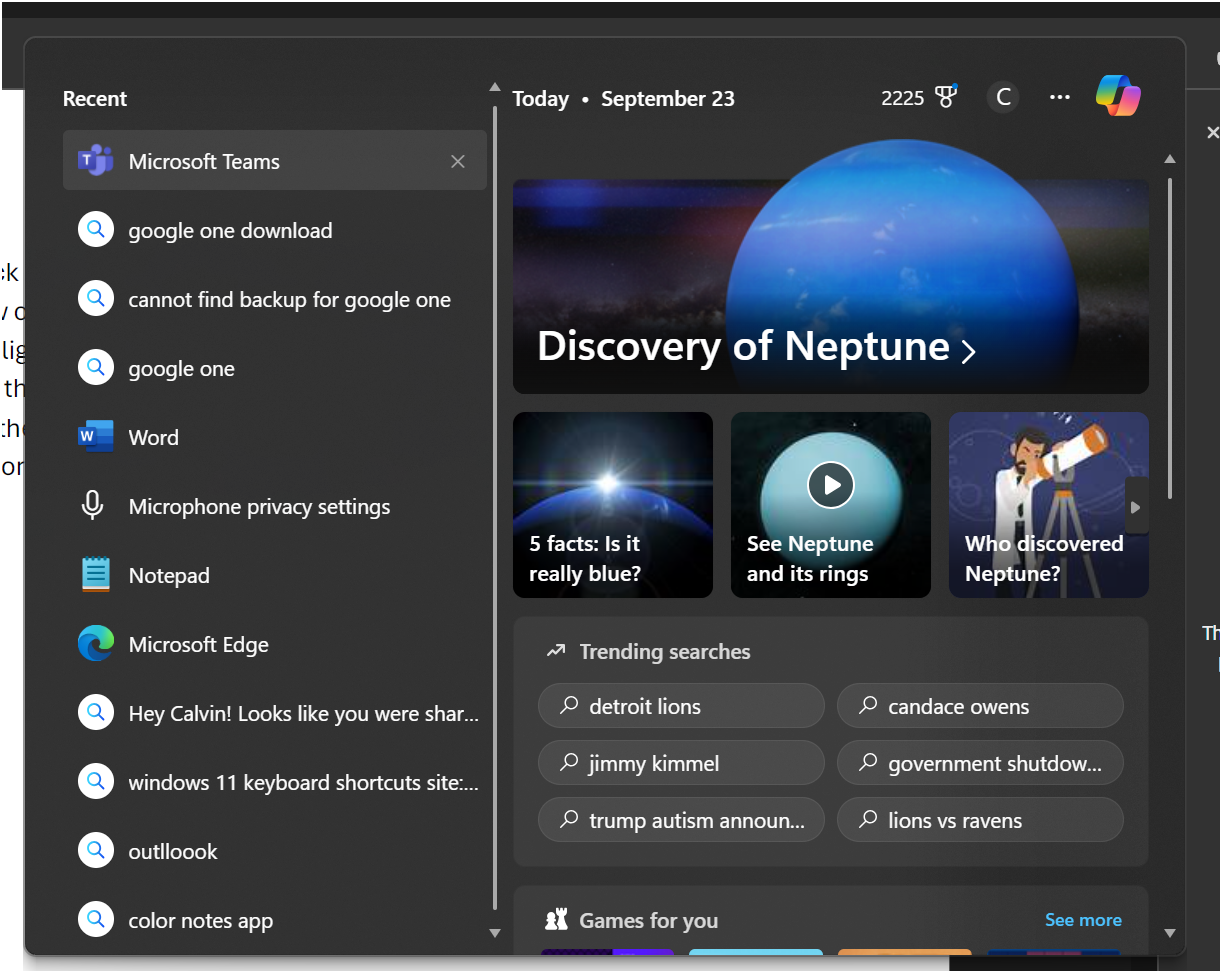 Recent
Microsoft Teams
google one download
cannot find backup for google one
google one
Word
Microphone privacy settings
Notepad
Microsoft Edge
Hey Calvin! Looks like you were shar...
windows 11 keyboard shortcuts site:...
outlloook
color notes app
Today • September 23
2225
C
Discovery of Neptune
5 facts: Is it
really blue?
See Neptune
and its rings
Who discovered
Neptune?
Trending searches
detroit lions
candace owens
jimmy kimmel
government shutdow...
trump autism announ...
lions vs ravens
Games for you
See more